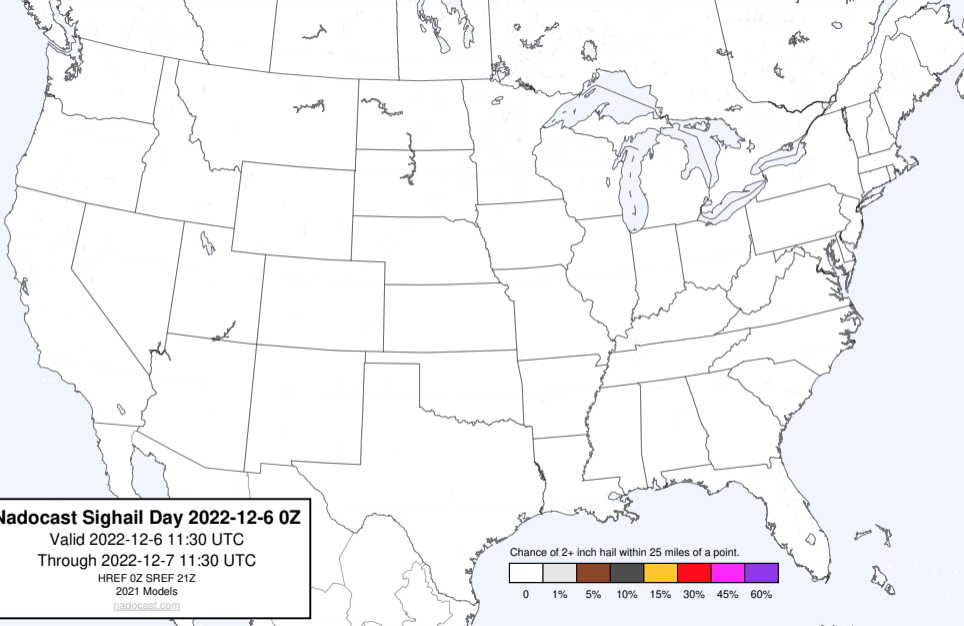 Nadocast Sighail Day 2022-12-6 0Z
Valid 2022-12-6 11:30 UTC
Through 2022-12-7 11:30 UTC
HREF 0Z SREF 21Z
2021 Models
nadocast.com
Chance of 2+ inch hail within 25 miles of a point.
0 1% 5% 10% 15% 30% 45% 60%